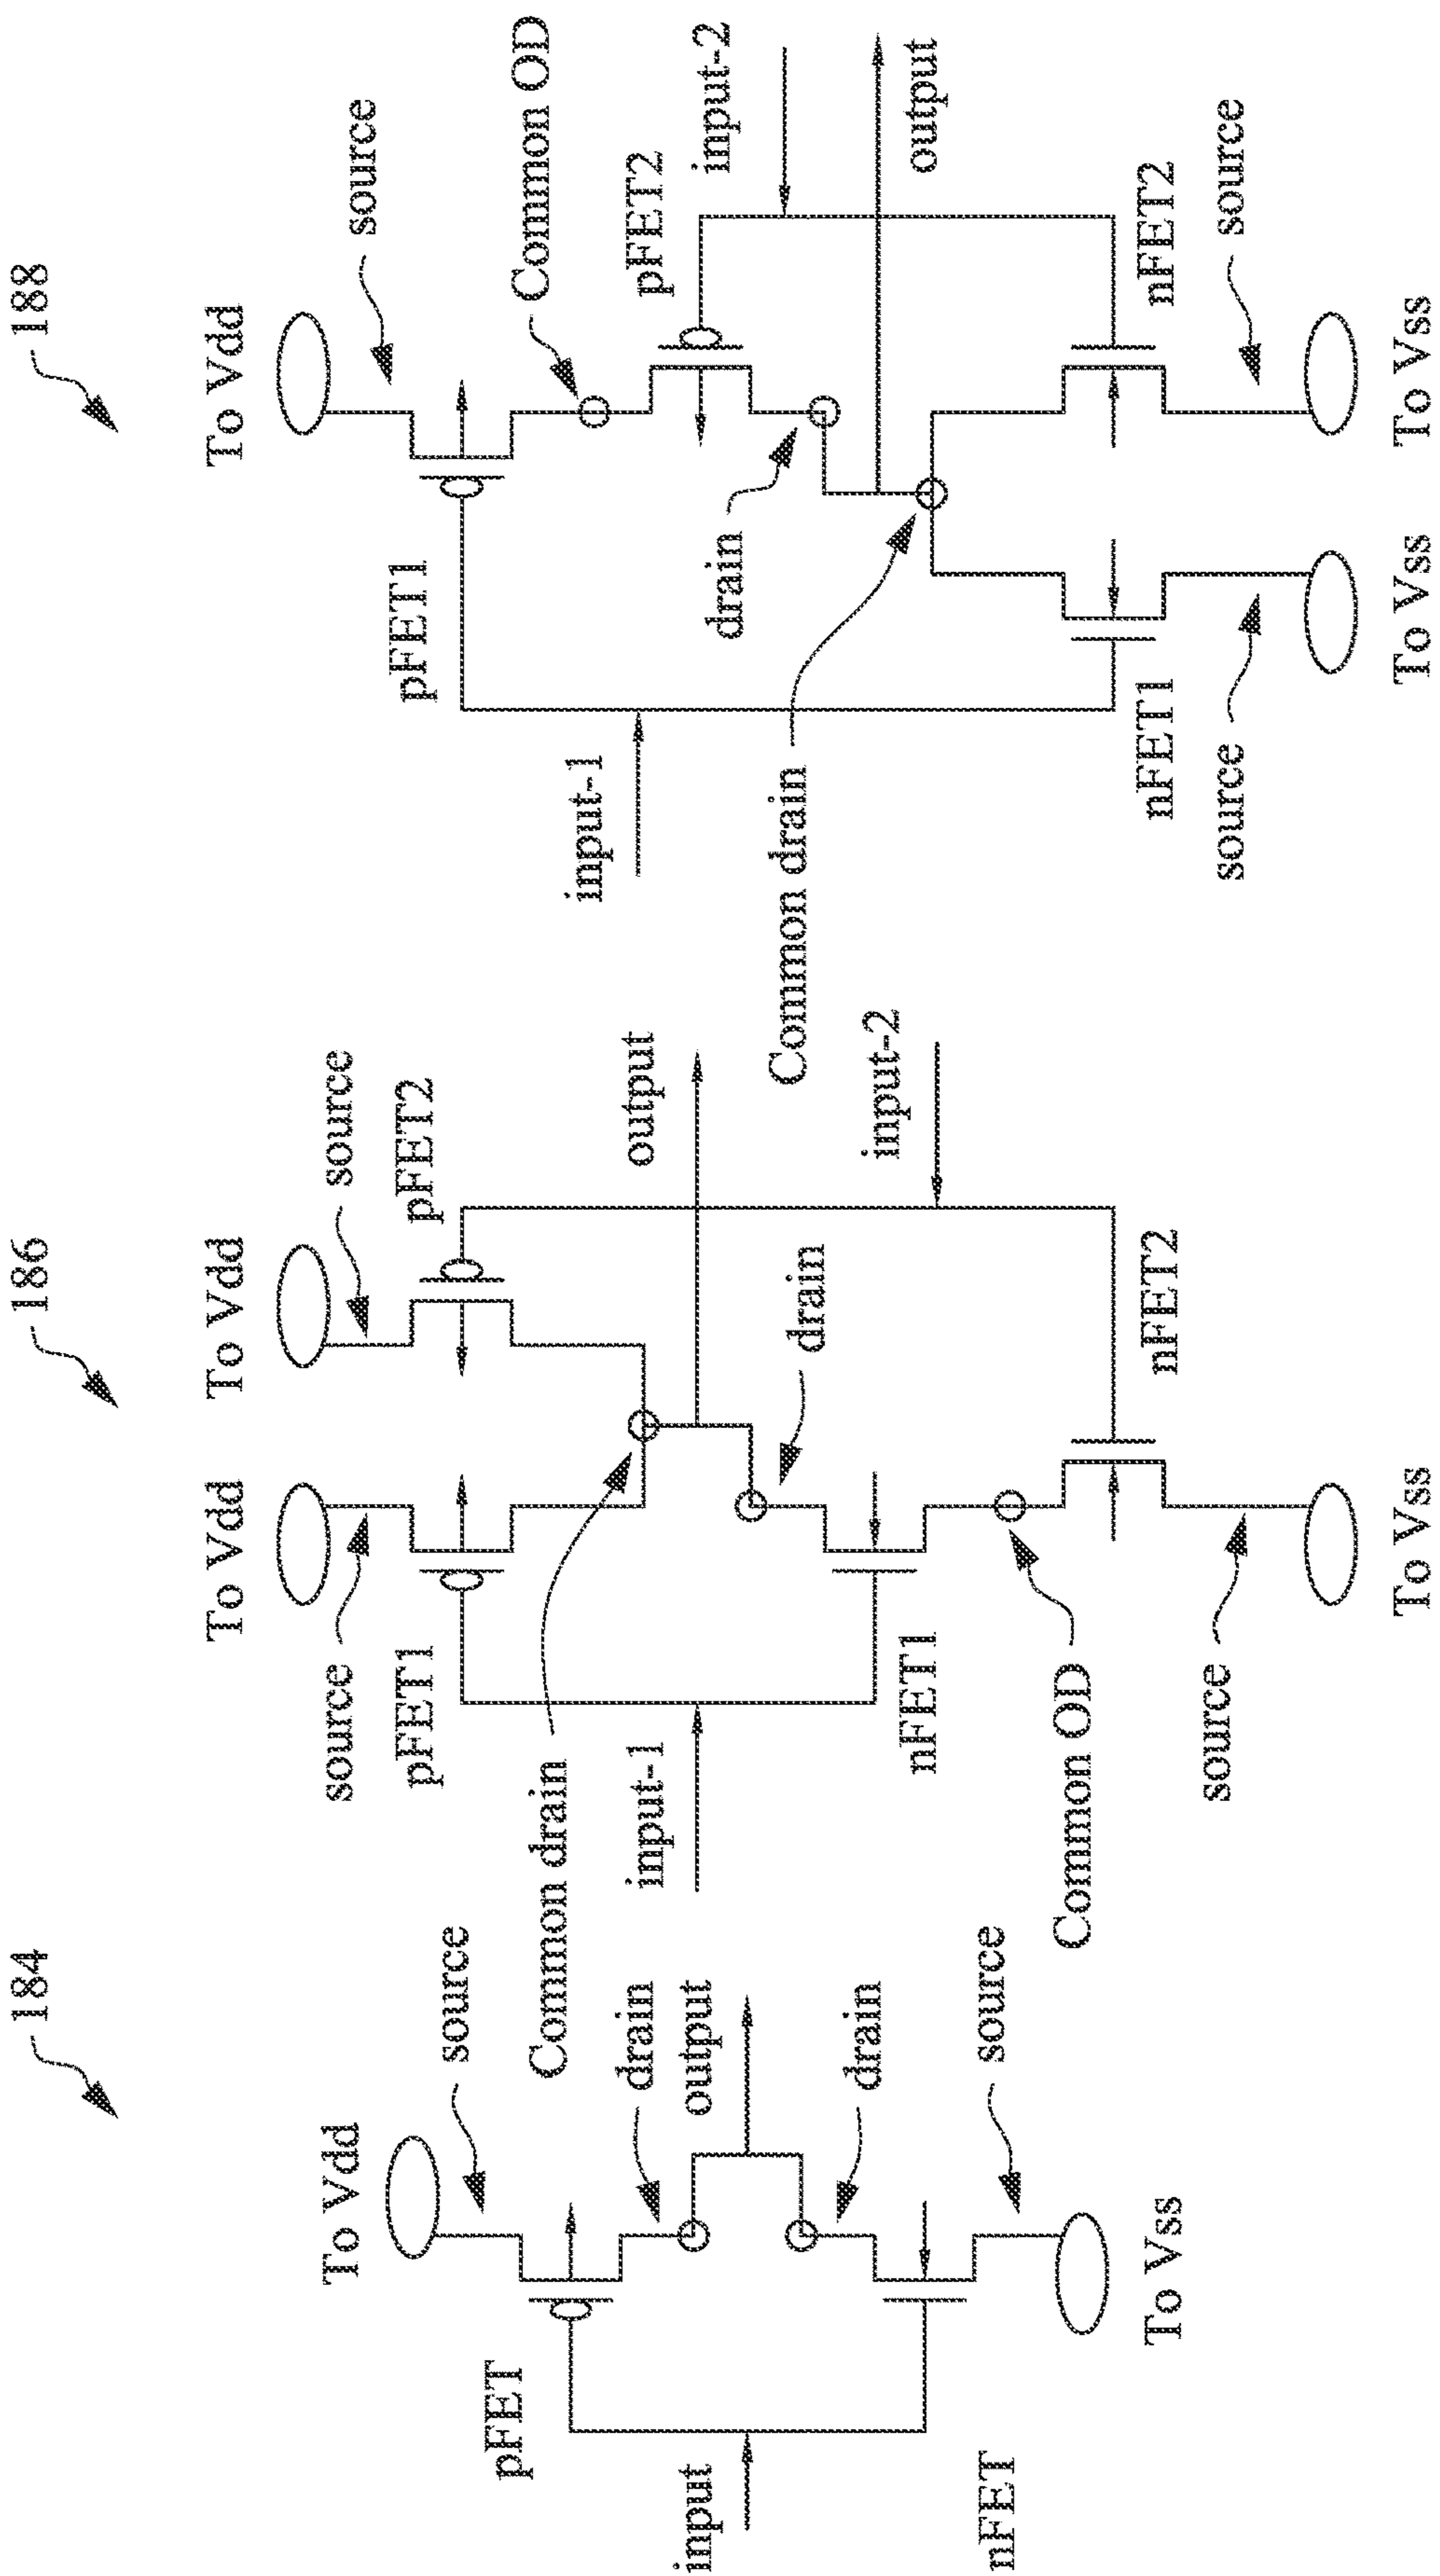 184
To Vdd
source
pFET
drain
output
input
drain
nFET
source
To Vss
186
To Vdd
To Vdd
source
source
pFET1
pFET2
Common drain
output
input-1
drain
input-2
nFET1
Common OD
nFET2
source
To Vss
188
To Vdd
source
pFET1
Common OD
pFET2
input-1
input-2
drain
output
Common drain
nFET1
nFET2
source
source
To Vss
To Vss